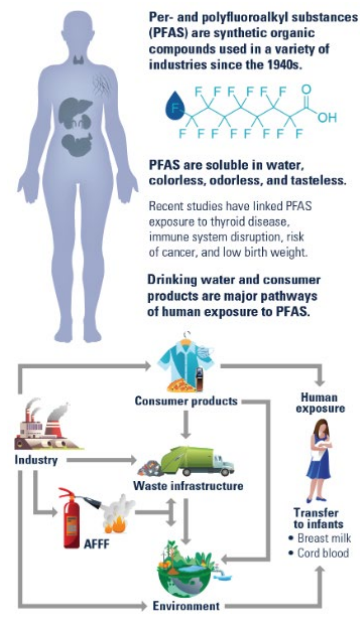 Per- and polyfluoroalkyl substances
(PFAS) are synthetic organic
compounds used in a variety of
industries since the 1940s.
F F F F F F F O
F
OH
F F F F F F F
PFAS are soluble in water,
colorless, odorless, and tasteless.
Recent studies have linked PFAS
exposure to thyroid disease,
immune system disruption, risk
of cancer, and low birth weight.
Drinking water and consumer
products are major pathways
of human exposure to PFAS.
Consumer products
Human
exposure
Industry
Waste infrastructure
Transfer
to infants
• Breast milk
• Cord blood
AFFF
Environment